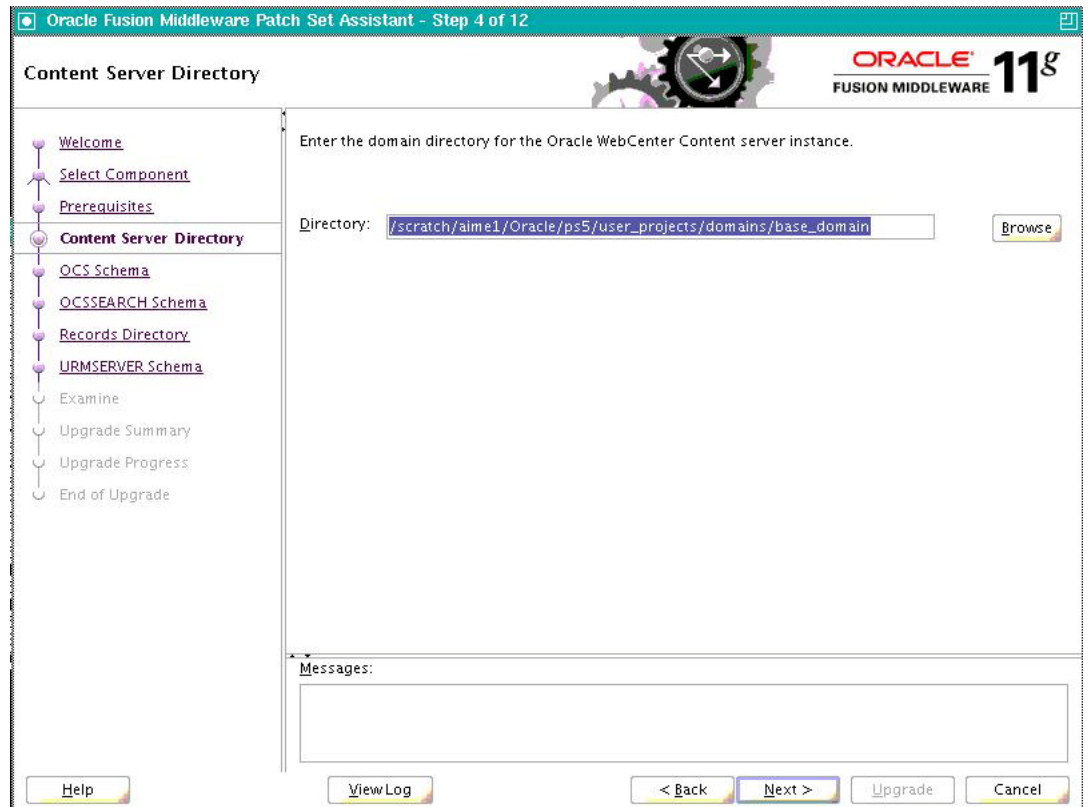 Oracle Fusion Middleware Patch Set Assistant - Step 4 of 12
Content Server Directory
ORACLE
FUSION MIDDLEWARE 11g
Welcome
Select Component
Prerequisites
Content Server Directory
OCS Schema
OCSSEARCH Schema
Records Directory
URMSERVER Schema
Examine
Upgrade Summary
Upgrade Progress
End of Upgrade
Enter the domain directory for the Oracle WebCenter Content server instance.
Directory: /scratch/aime1/Oracle/ps5/user_projects/domains/base_domain Browse
Messages:
Help View Log < Back Next > Upgrade Cancel